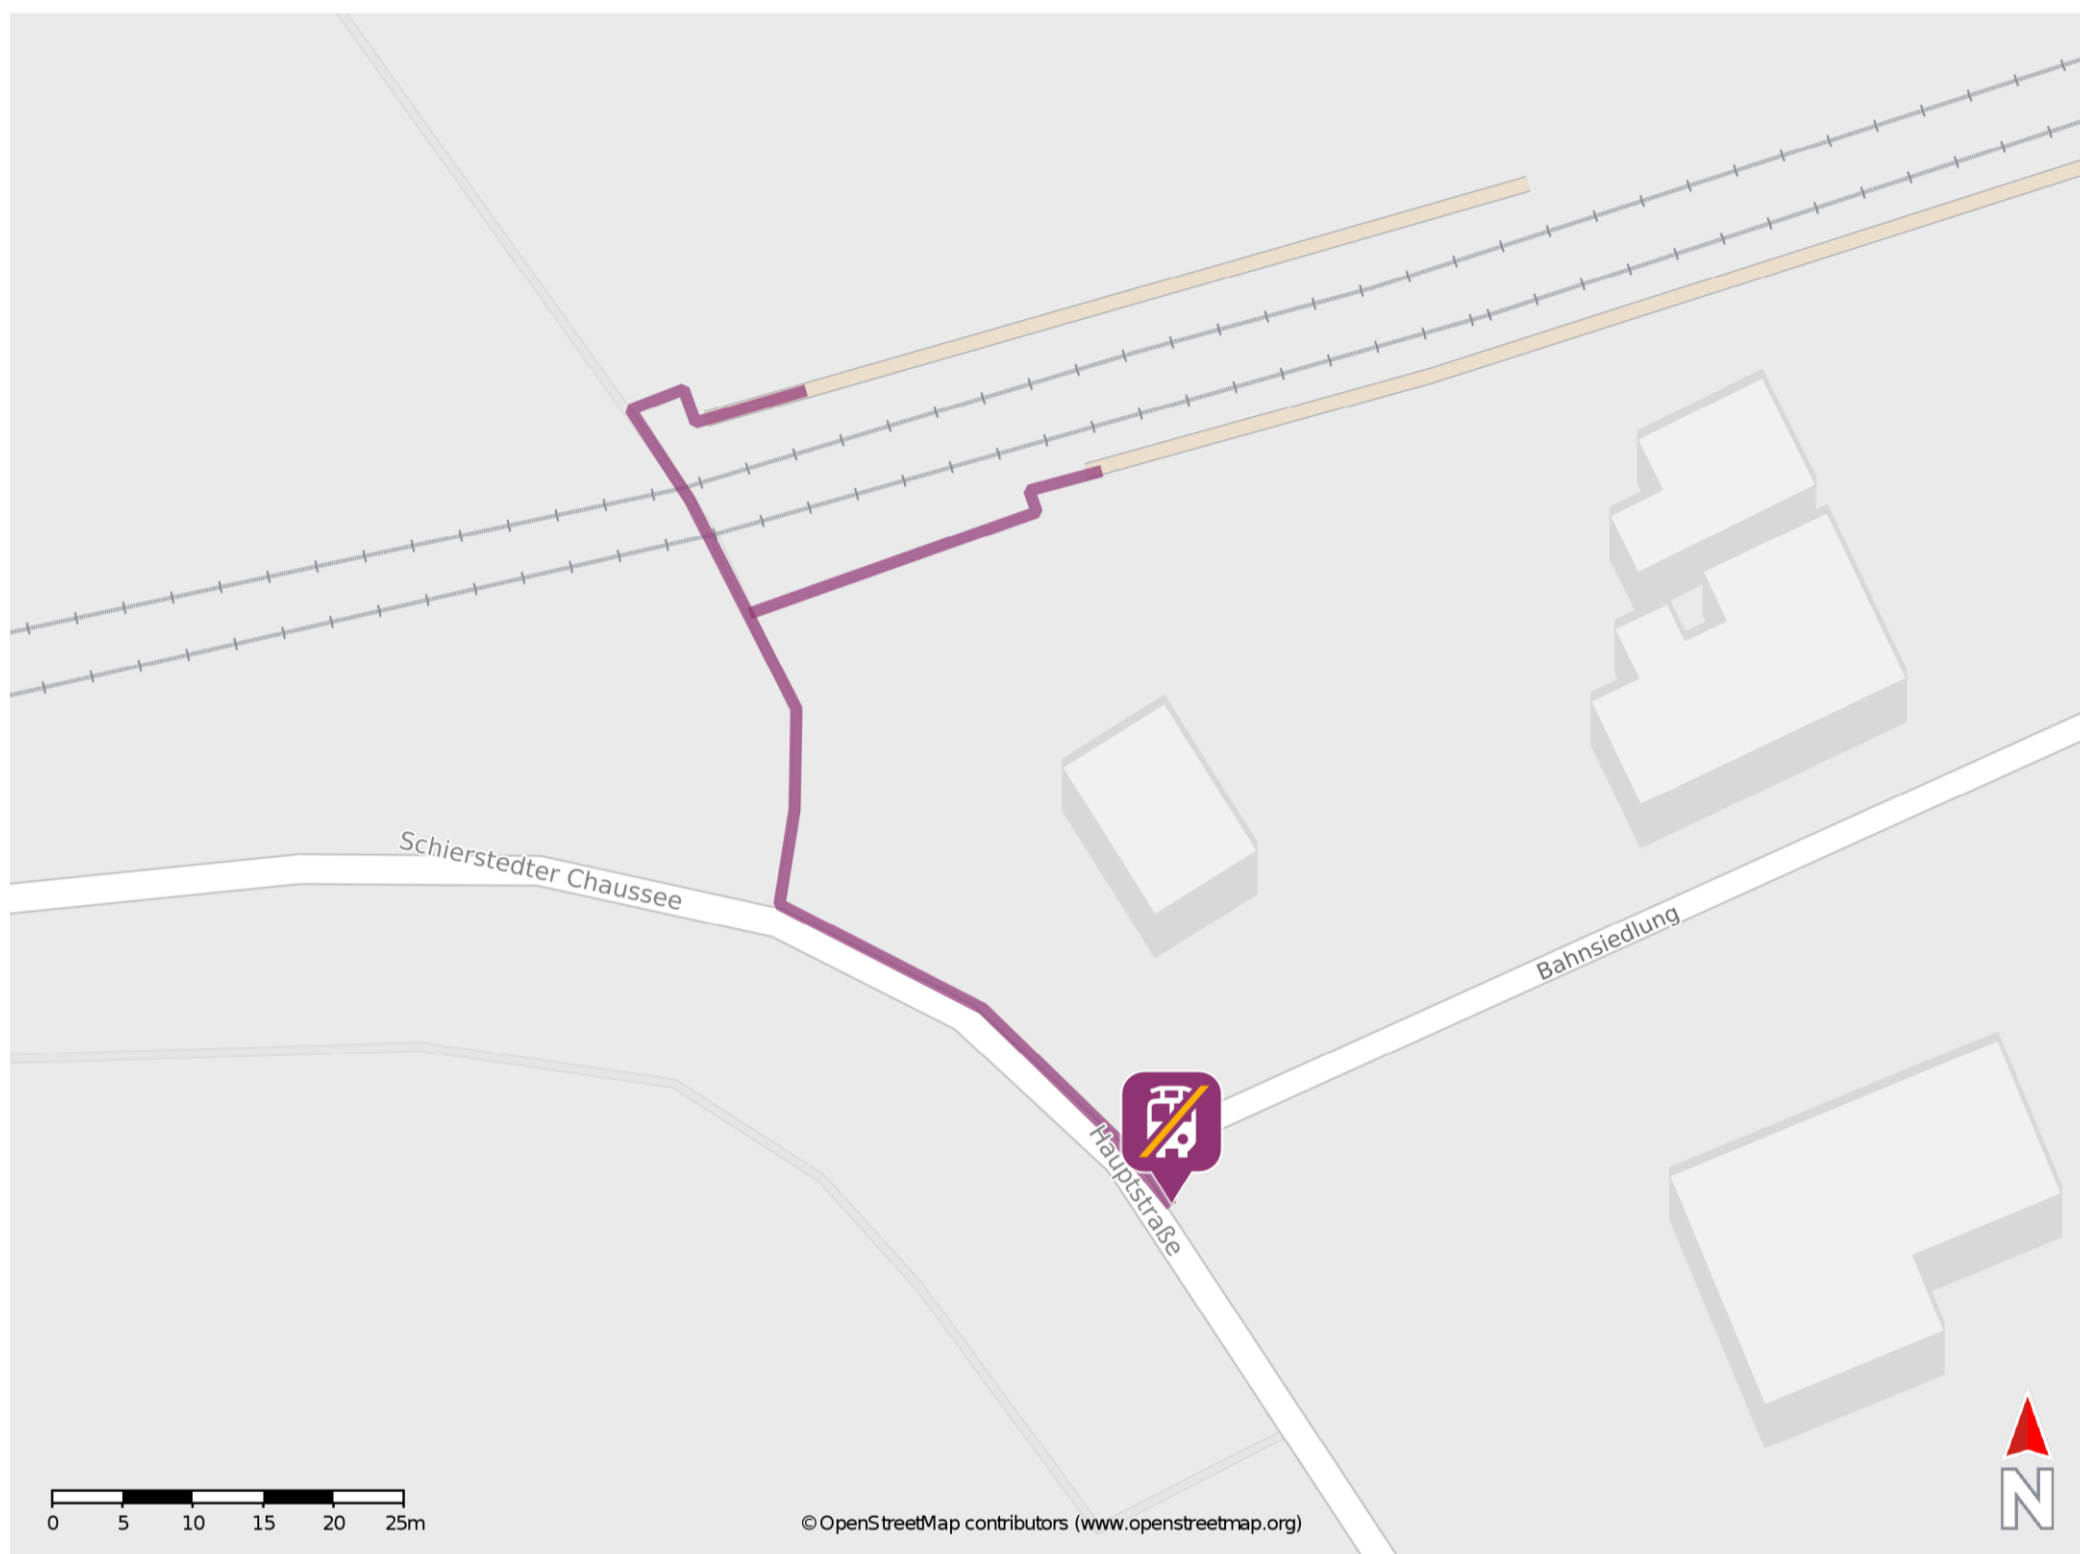 Schierstedter Chaussee
Bahnsiedlung
Hauptstraße
0 5 10 15 20 25m
©OpenStreetMap contributors (www.openstreetmap.org)
N